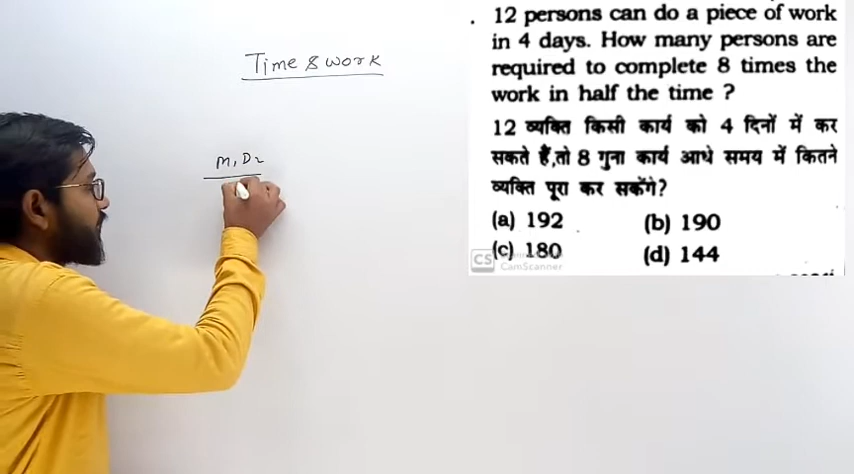 Time & work
M₁ D₂
. 12 persons can do a piece of work
in 4 days. How many persons are
required to complete 8 times the
work in half the time ?
12 व्यक्ति किसी कार्य को 4 दिनों में कर
सकते हैं,तो 8 गुना कार्य आधे समय में कितने
व्यक्ति पूरा कर सकेंगे?
(a) 192 (b) 190
(c) 180 (d) 144
CS CamScanner